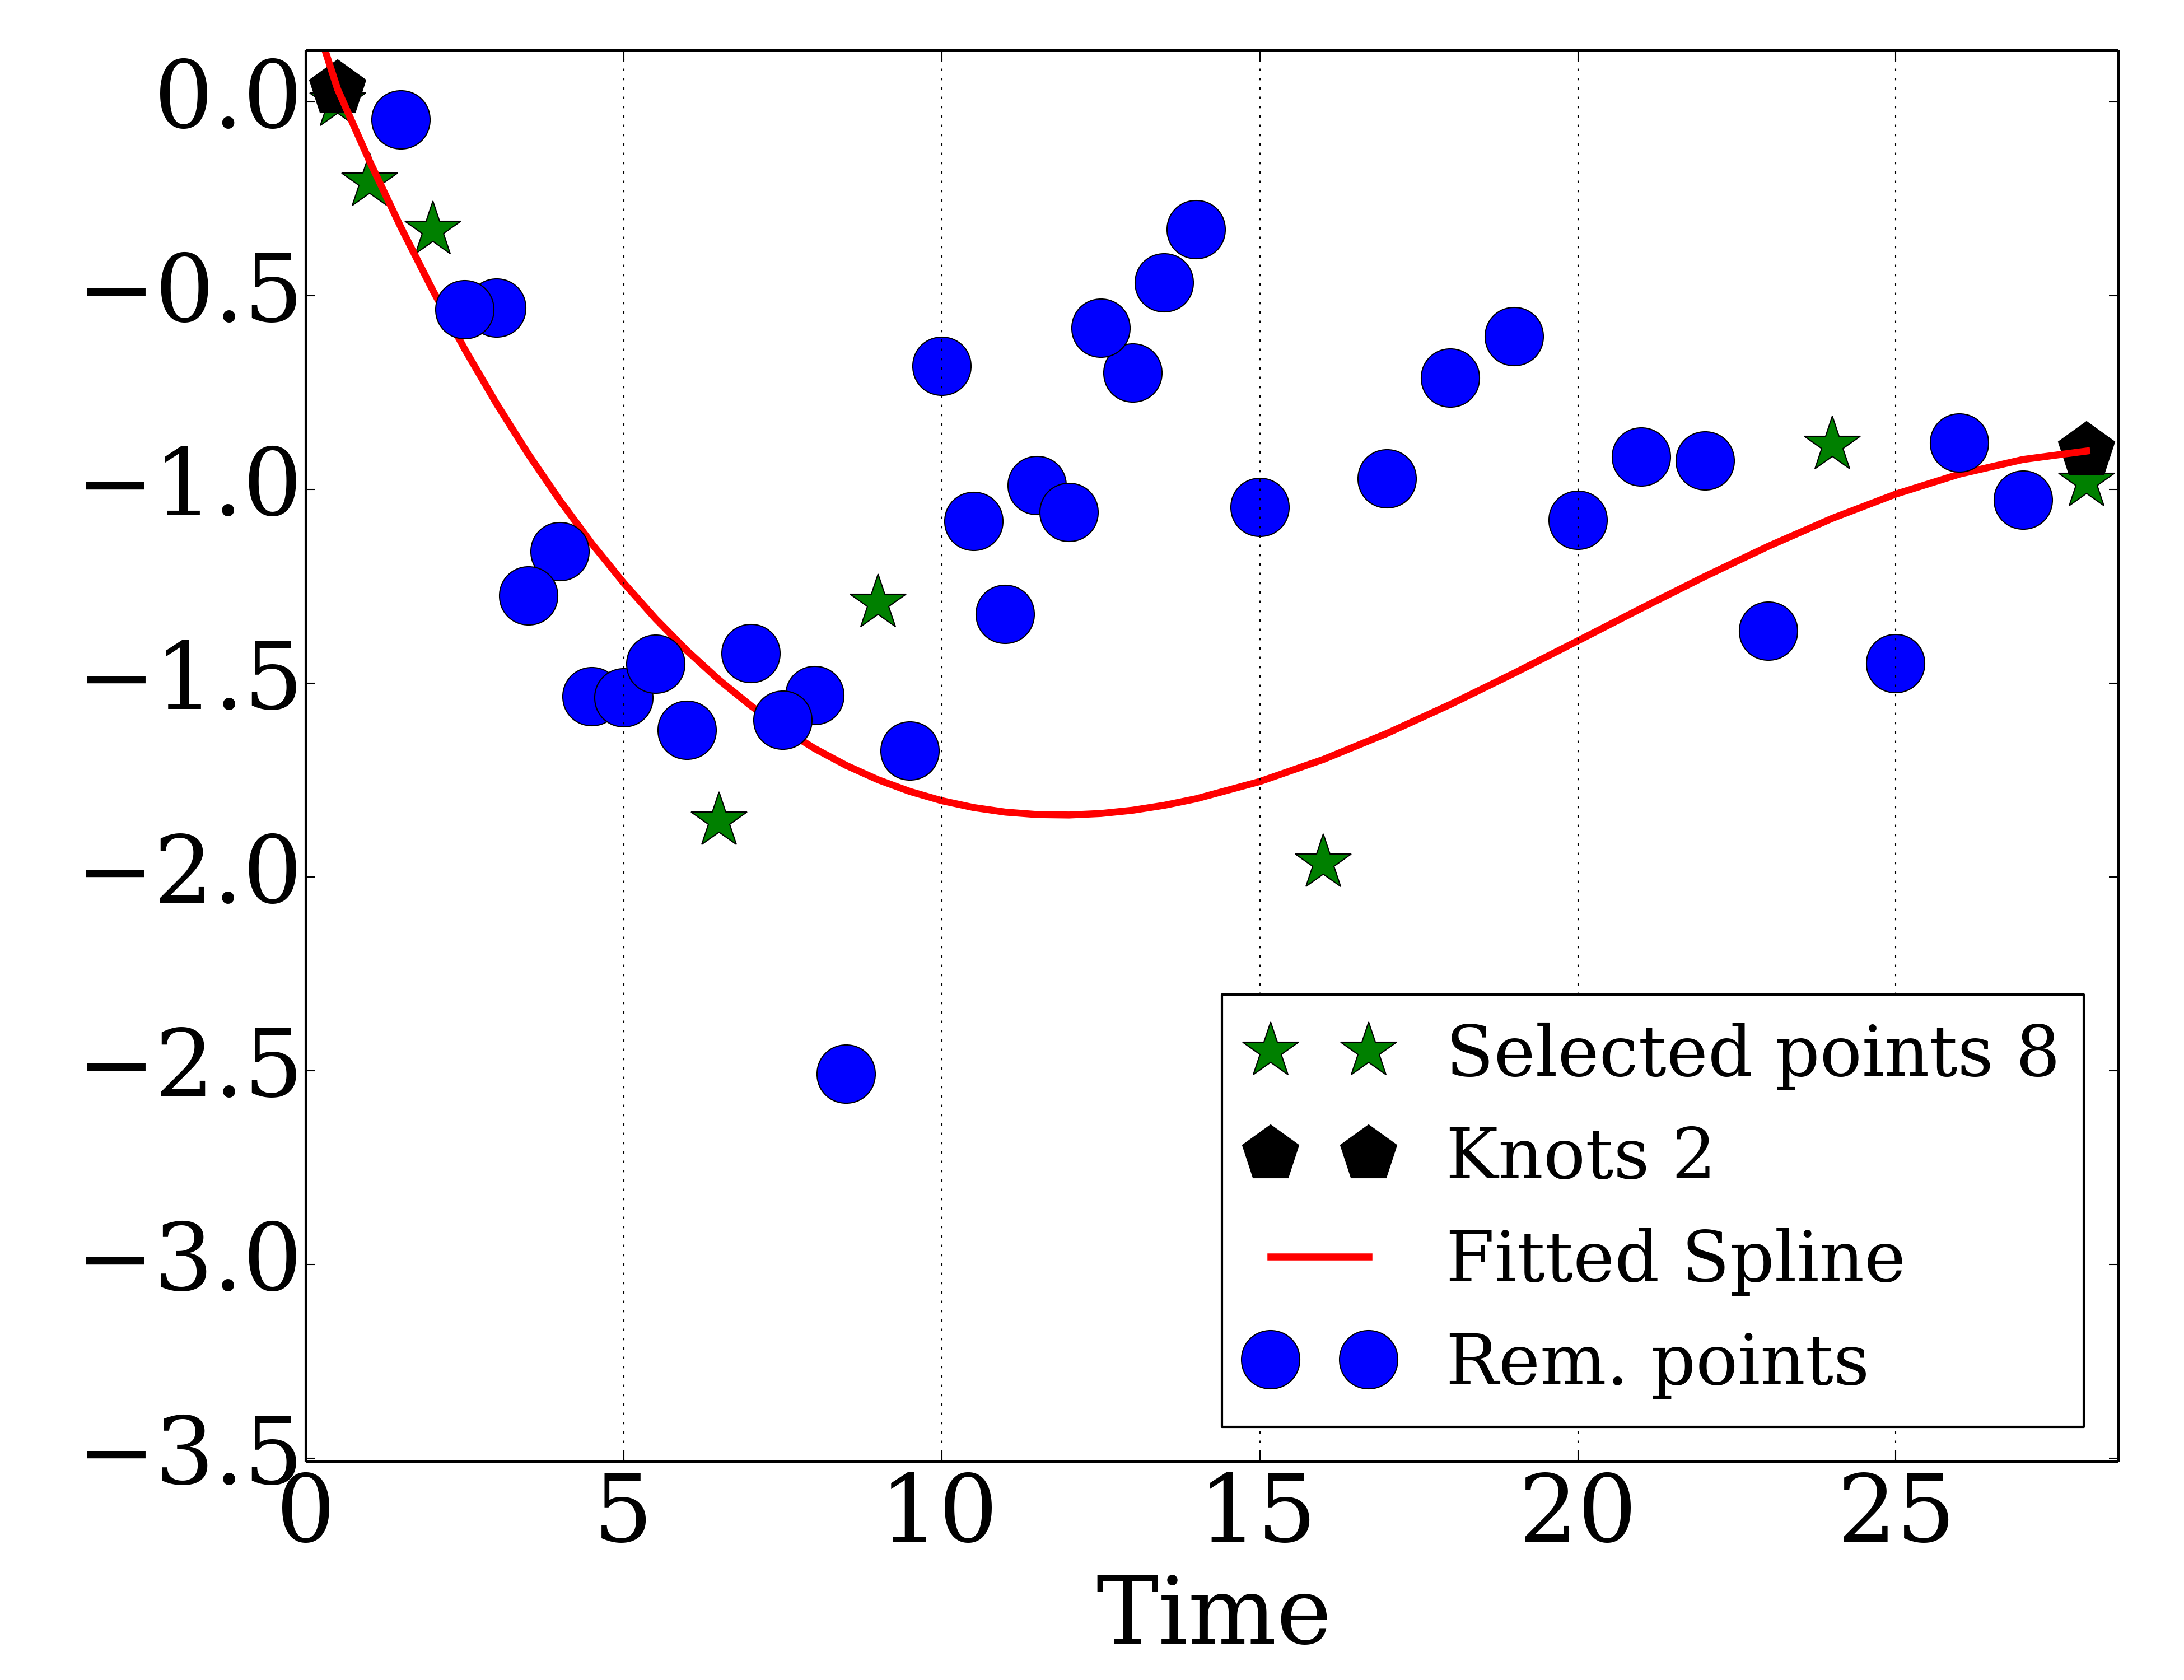 0.0
−0.5
−1.0
−1.5
−2.0
−2.5
−3.0
−3.5
0 5 10 15 20 25
Time
Selected points 8
Knots 2
Fitted Spline
Rem. points